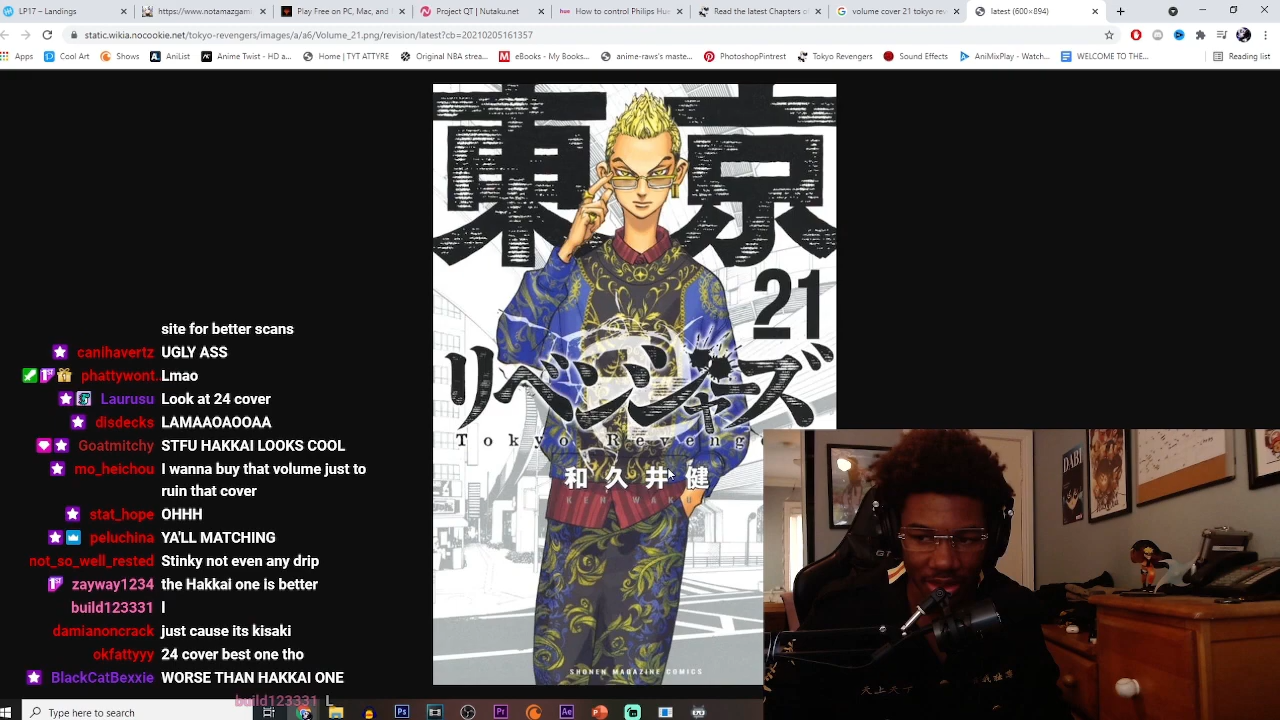 LP17 – Landings
https://www.notamazgami
Play Free on PC, Mac, and
Project QT | Nutaku.net
hue How to control Philips Hue
Read the latest Chapters of
volume cover 21 tokyo rev
latest (600×894)
static.wikia.nocookie.net/tokyo-revengers/images/a/a6/Volume_21.png/revision/latest?cb=20210205161357
Apps
Cool Art
Shows
AniList
Anime Twist - HD a...
Home | TYT ATTYRE
Original NBA strea...
eBooks - My Books...
anime-raws's maste...
PhotoshopPintrest
Tokyo Revengers
Sound Effects
AniMixPlay - Watch...
WELCOME TO THE...
Reading list
東京
21
リベンジャーズ
Tokyo Revenge
和久井健
KEN WAKUI
SHONEN MAGAZINE COMICS
site for better scans
canihavertz UGLY ASS
phattywont. Lmao
Laurusu Look at 24 cover
disdecks LMAOAOOAOAO
Goatmitchy STFU HAKKAI LOOKS COOL
mo_heichou I wanna buy that volume just to
ruin that cover
stat_hope OHHH
peluchina YA'LL MATCHING
not_so_well_rested Stinky not even any drip
zayway1234 the Hakkai one is better
build123331 l
damianoncrack just cause its kisaki
okfattyyy 24 cover best one tho
BlackCatBexxie WORSE THAN HAKKAI ONE
build123331 L
DABI
Type here to search